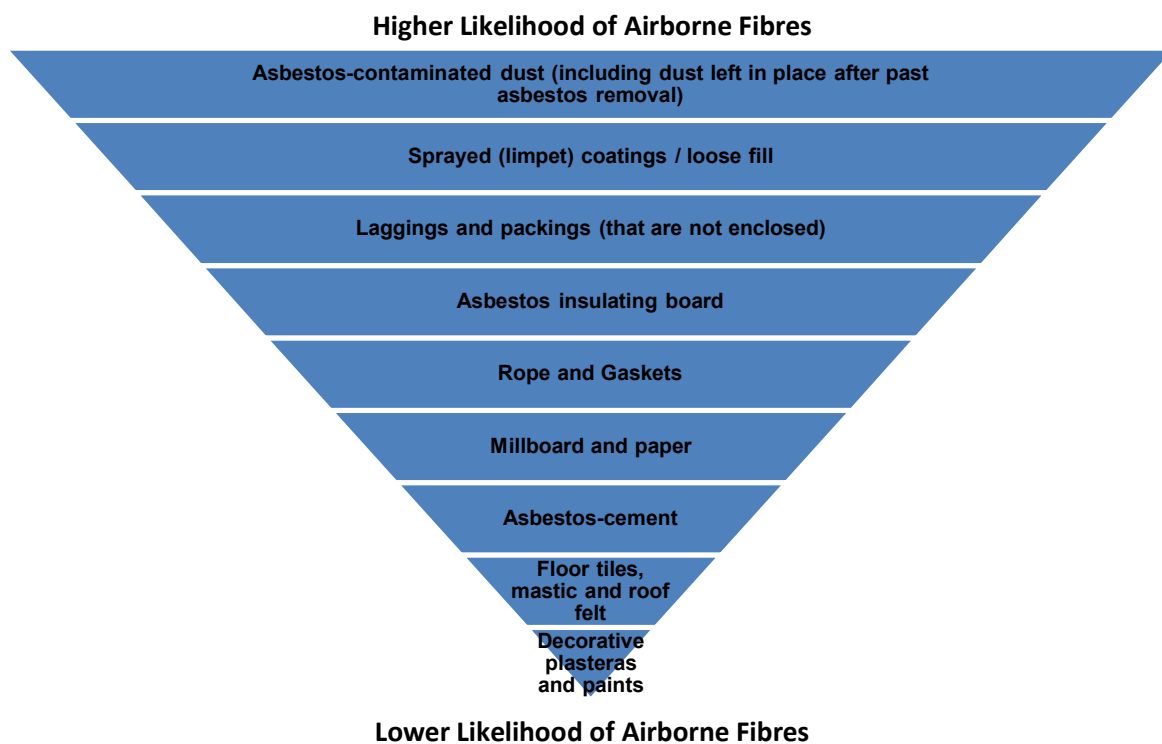 Higher Likelihood of Airborne Fibres
Asbestos-contaminated dust (including dust left in place after past
asbestos removal)
Sprayed (limpet) coatings / loose fill
Laggings and packings (that are not enclosed)
Asbestos insulating board
Rope and Gaskets
Millboard and paper
Asbestos-cement
Floor tiles,
mastic and roof
felt
Decorative
plasteras
and paints
Lower Likelihood of Airborne Fibres